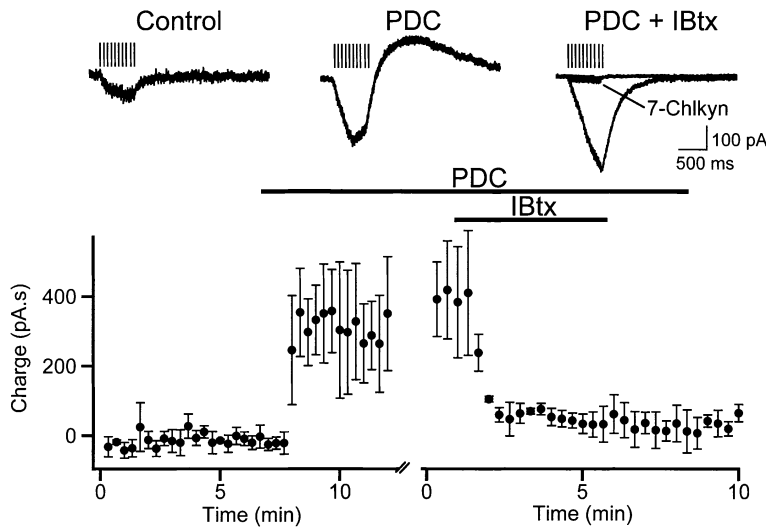 Control
PDC
PDC + IBtx
7-Chlkyn
100 pA
500 ms
PDC
IBtx
Charge (pA.s)
400
200
0
0
5
10
0
5
10
Time (min)
Time (min)